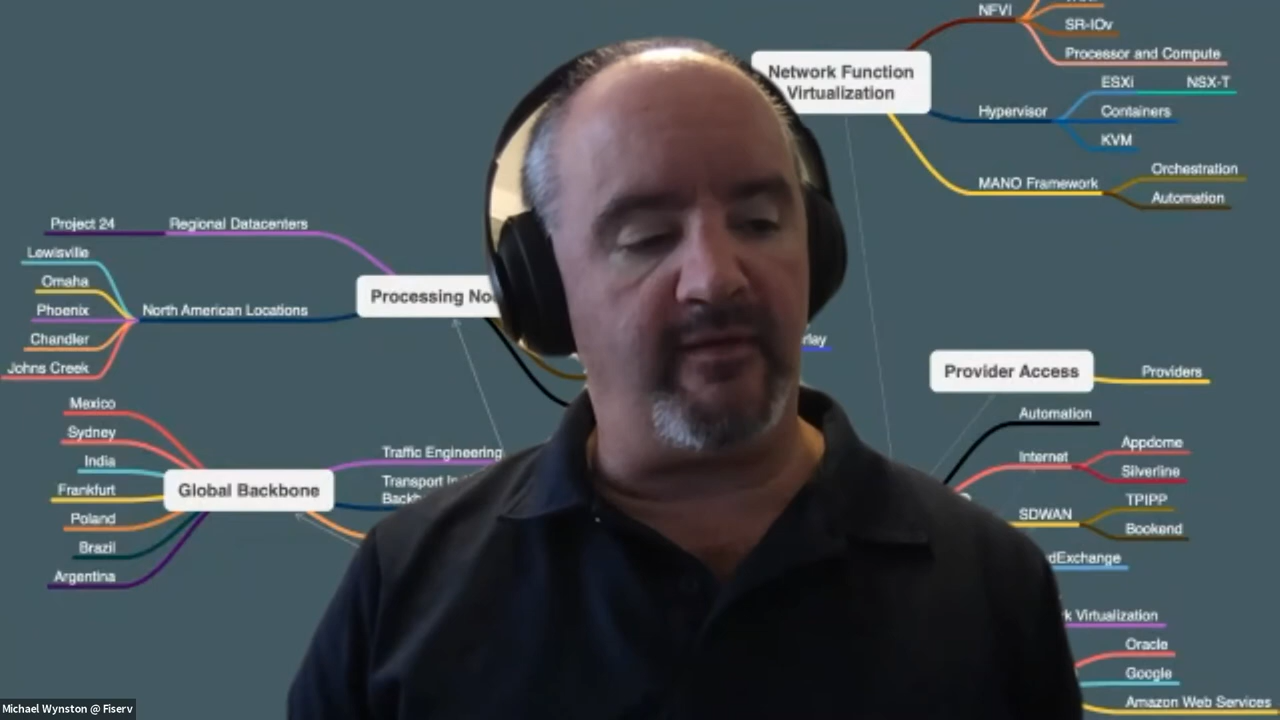 NFVI
SR-IOv
Processor and Compute
Network Function
Virtualization
ESXi
NSX-T
Hypervisor
Containers
KVM
MANO Framework
Orchestration
Automation
Project 24
Regional Datacenters
Lewisville
Omaha
Phoenix
Chandler
Johns Creek
North American Locations
Processing
Mexico
Sydney
India
Frankfurt
Poland
Brazil
Argentina
Global Backbone
Traffic Engineering
Transport
Provider Access
Providers
Automation
Internet
Appdome
Silverline
SDWAN
TPIPP
Bookend
Virtualization
Oracle
Google
Amazon Web Services
Michael Wynston @ Fiserv